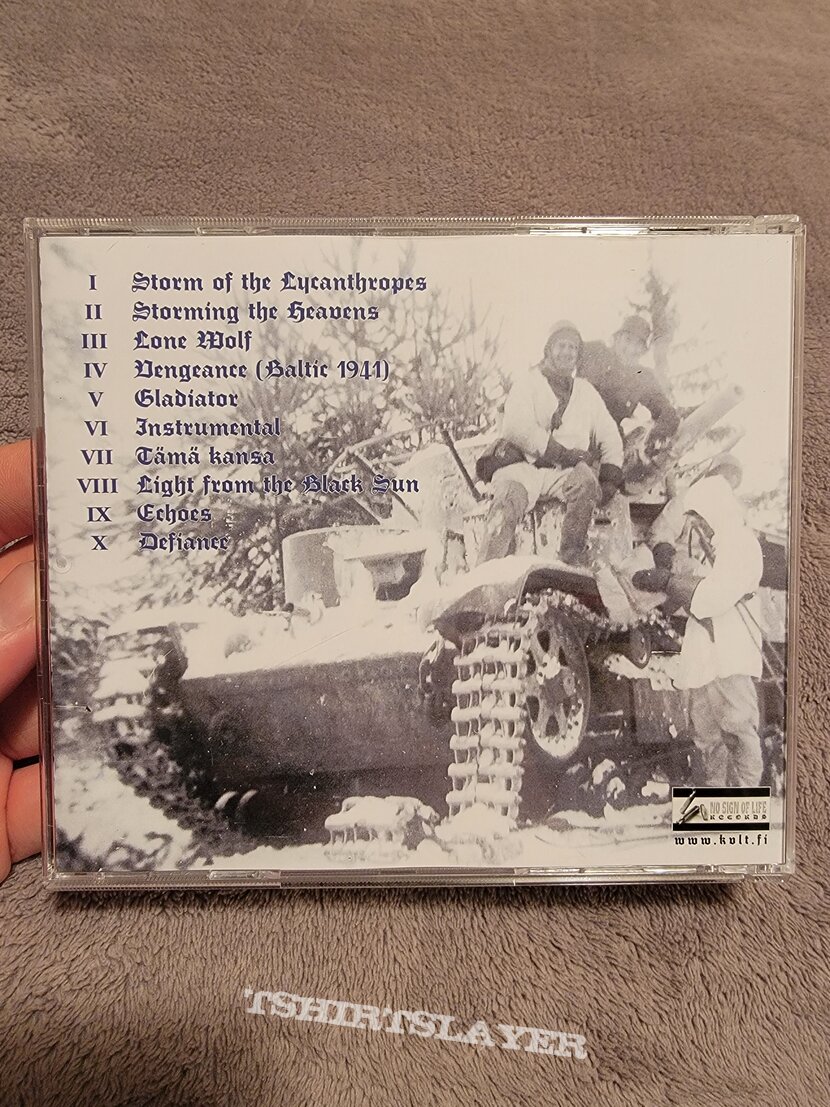 I Storm of the Lycanthropes
II Storming the Heavens
III Lone Wolf
IV Vengeance (Baltic 1941)
V Gladiator
VI Instrumental
VII Tämä kansa
VIII Light from the Black Sun
IX Echoes
X Defiance
NO SIGN OF LIFE
RECORDS
www.kvlt.fi
TSHIRTSLAYER